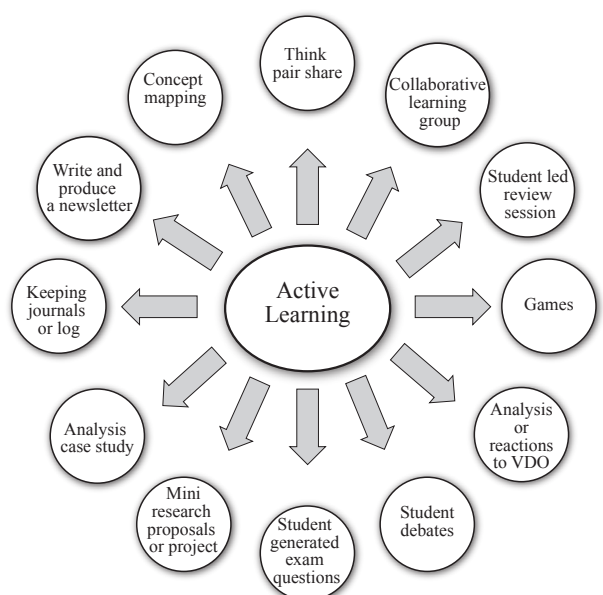 Think
pair share
Collaborative
learning
group
Student led
review
session
Games
Analysis
or
reactions
to VDO
Student
debates
Student
generated
exam
questions
Mini
research
proposals
or project
Analysis
case study
Keeping
journals
or log
Write and
produce
a newsletter
Concept
mapping
Active
Learning